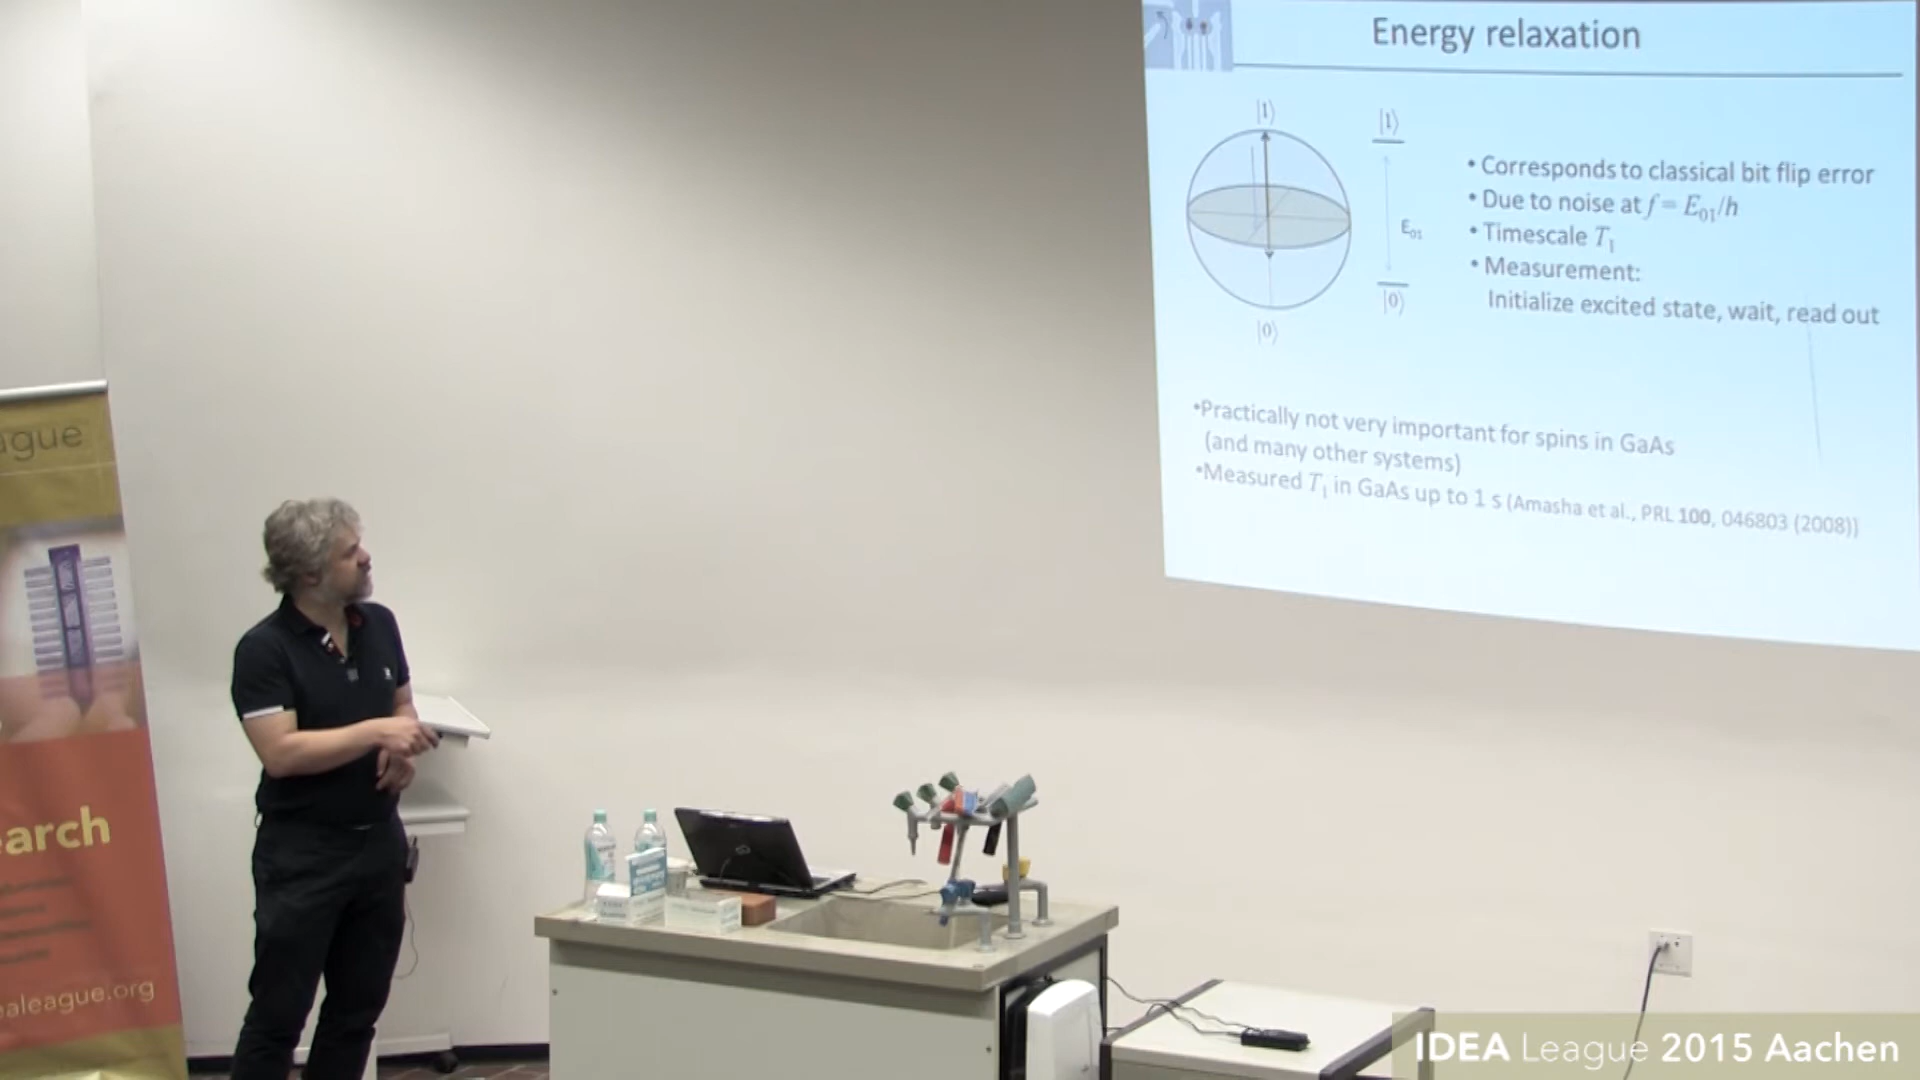 Energy relaxation
|1⟩
|1⟩
E01
|0⟩
|0⟩
• Corresponds to classical bit flip error
• Due to noise at f = E01/h
• Timescale T1
• Measurement:
Initialize excited state, wait, read out
•Practically not very important for spins in GaAs
(and many other systems)
•Measured T1 in GaAs up to 1 s (Amasha et al., PRL 100, 046803 (2008))
ague
earch
ealeague.org
IDEA League 2015 Aachen